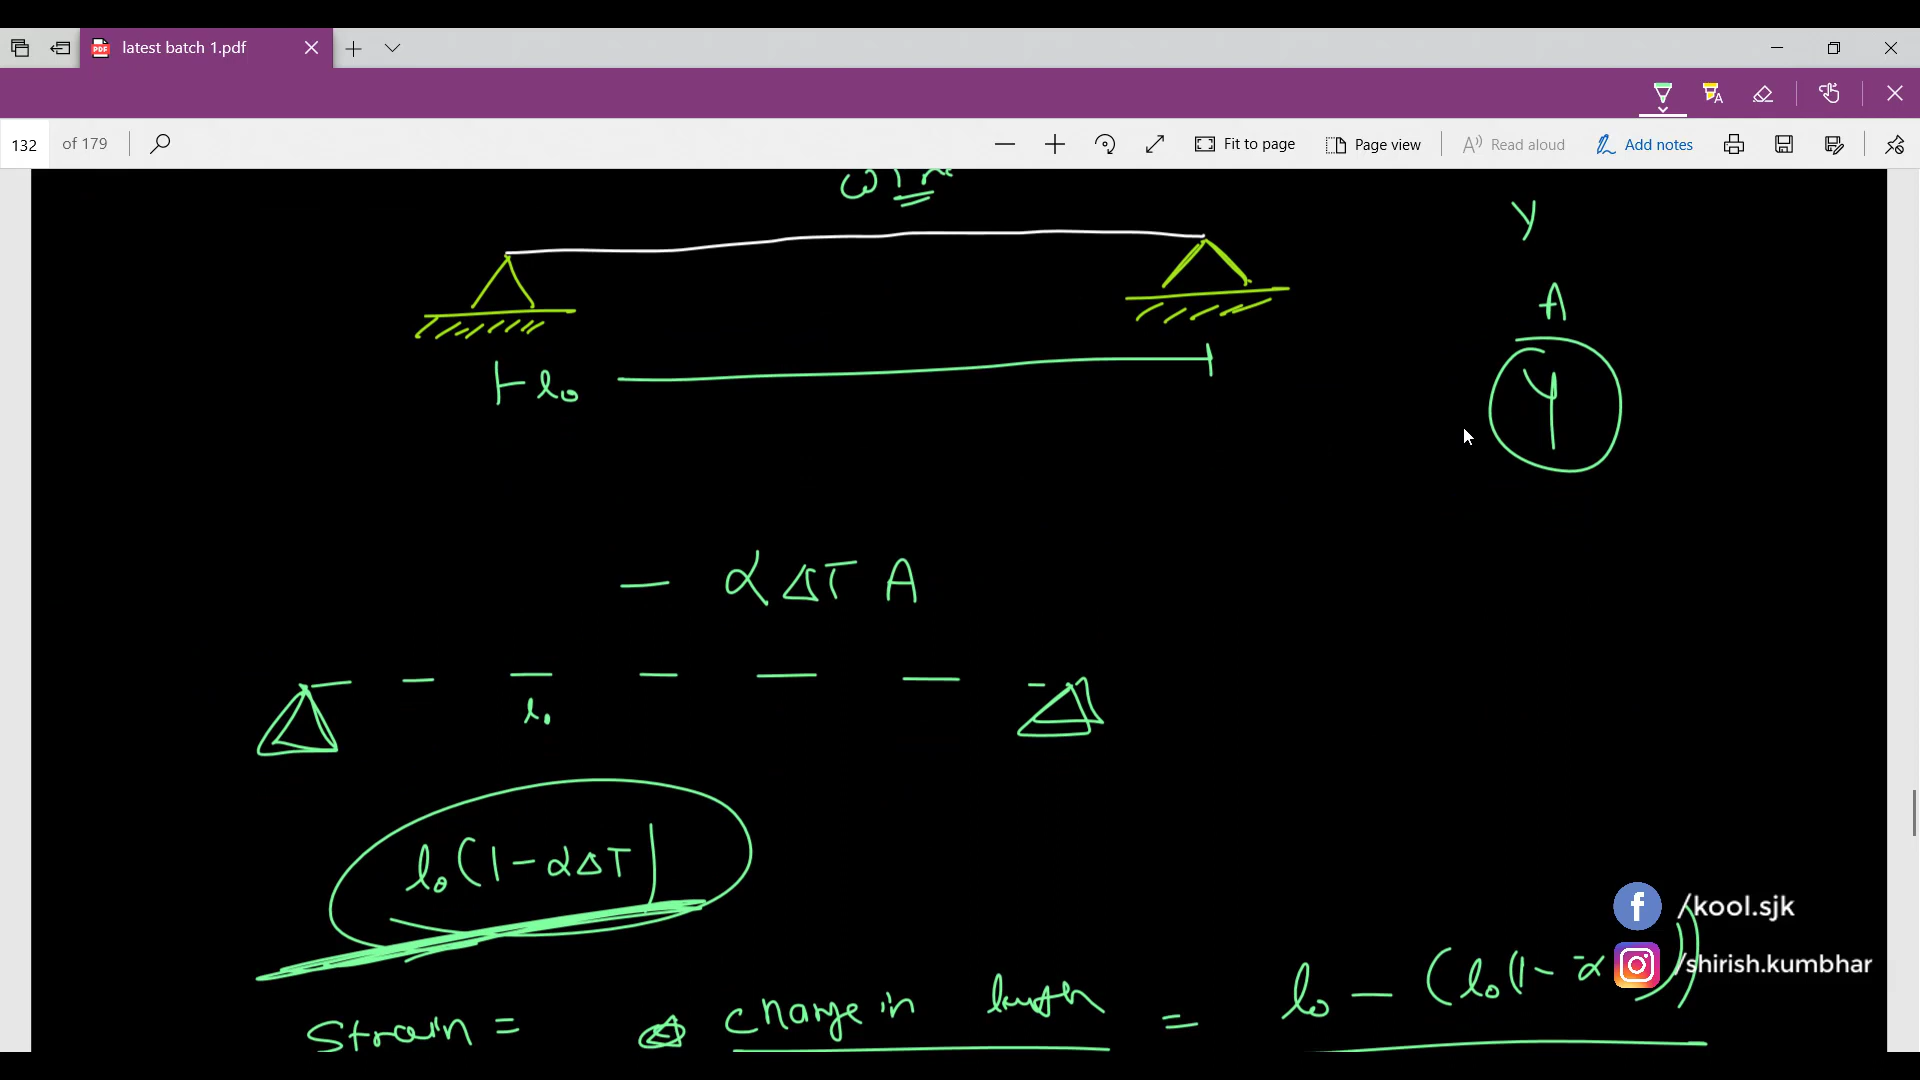 latest batch 1.pdf
132 of 179
Fit to page
Page view
Read aloud
Add notes
Y
A
l₀
Y
— α ΔT A
l₀
l₀(1-αΔT)
/kool.sjk
/shirish.kumbhar
Strain = change in length = l₀ — (l₀(1- α